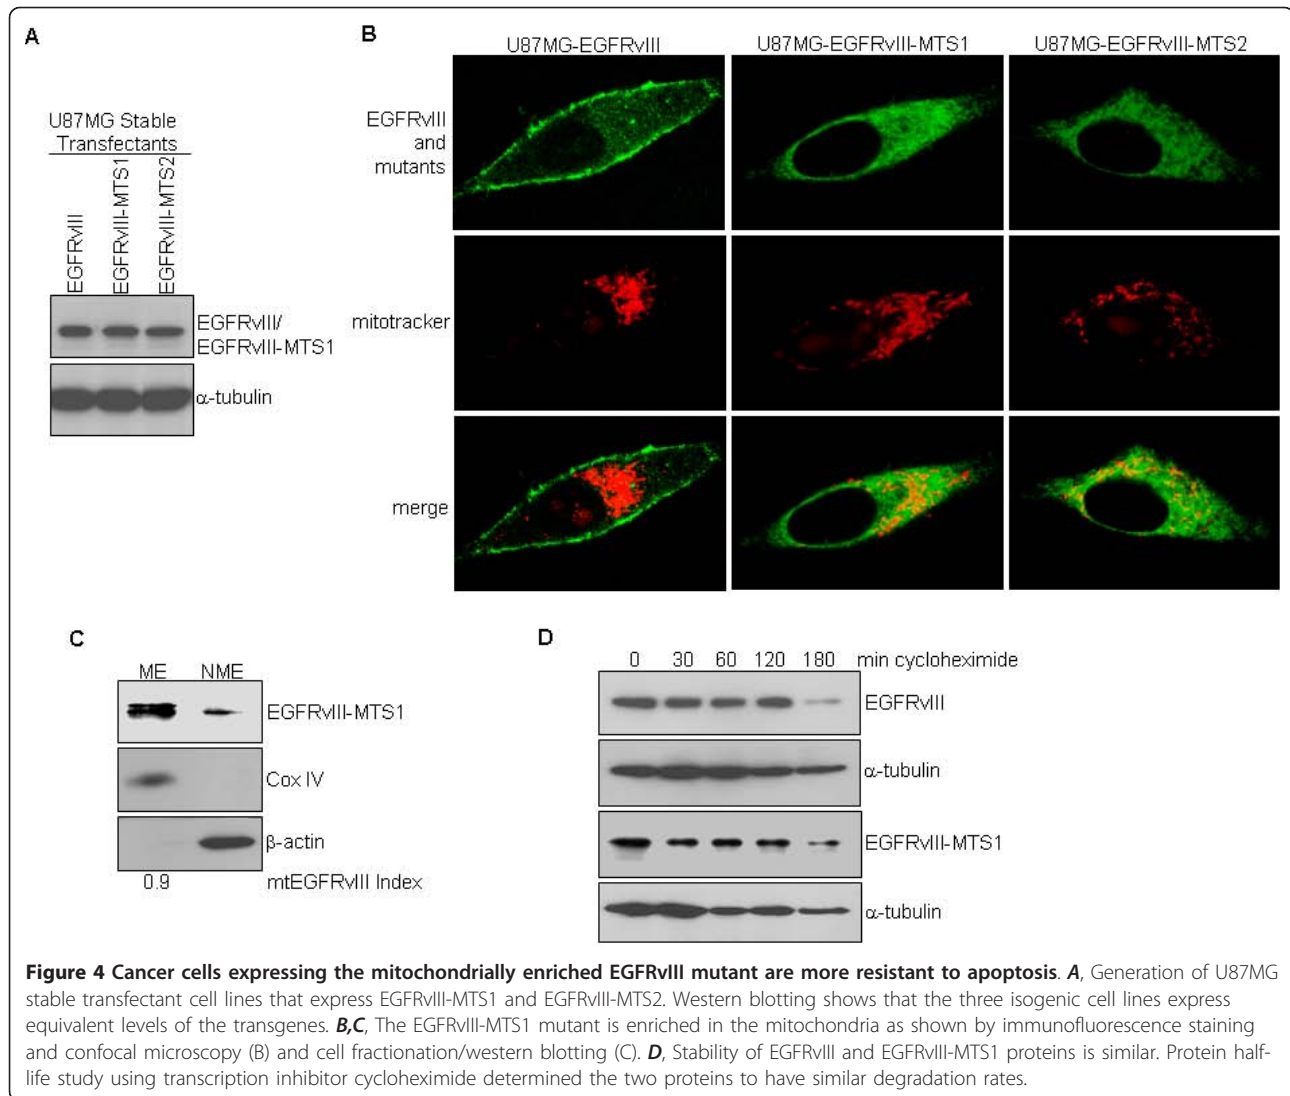 A
U87MG Stable
Transfectants
EGFRvIII
EGFRvIII-MTS1
EGFRvIII-MTS2
EGFRvIII/
EGFRvIII-MTS1
α-tubulin
B
U87MG-EGFRvIII
U87MG-EGFRvIII-MTS1
U87MG-EGFRvIII-MTS2
EGFRvIII
and
mutants
mitotracker
merge
C
ME NME
EGFRvIII-MTS1
Cox IV
β-actin
0.9 mtEGFRvIII Index
D
0 30 60 120 180 min cycloheximide
EGFRvIII
α-tubulin
EGFRvIII-MTS1
α-tubulin
Figure 4 Cancer cells expressing the mitochondrially enriched EGFRvIII mutant are more resistant to apoptosis. A, Generation of U87MG
stable transfectant cell lines that express EGFRvIII-MTS1 and EGFRvIII-MTS2. Western blotting shows that the three isogenic cell lines express
equivalent levels of the transgenes. B,C, The EGFRvIII-MTS1 mutant is enriched in the mitochondria as shown by immunofluorescence staining
and confocal microscopy (B) and cell fractionation/western blotting (C). D, Stability of EGFRvIII and EGFRvIII-MTS1 proteins is similar. Protein half-
life study using transcription inhibitor cycloheximide determined the two proteins to have similar degradation rates.